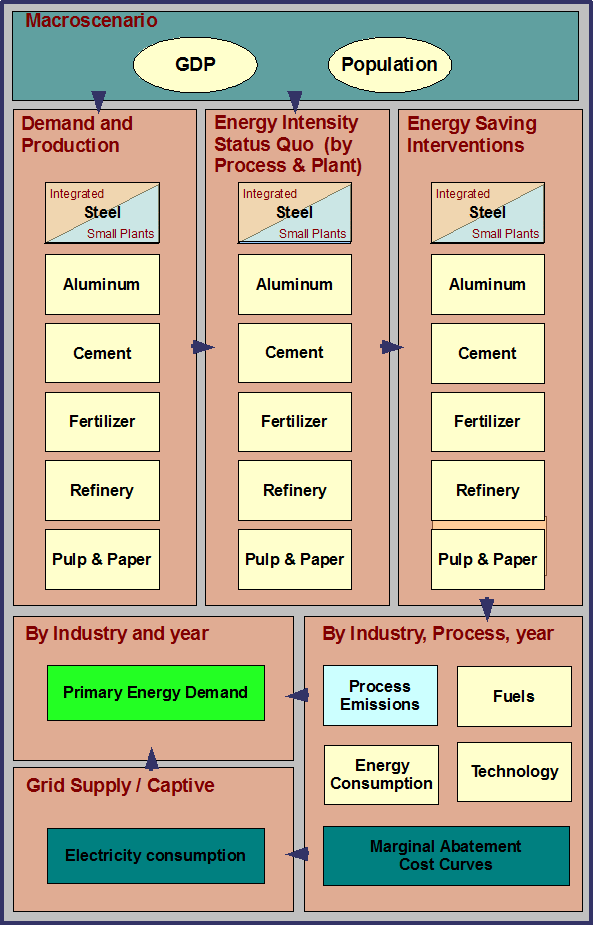 Macroscenario
GDP
Population
Demand and
Production
Integrated
Steel
Small Plants
Aluminum
Cement
Fertilizer
Refinery
Pulp & Paper
Energy Intensity
Status Quo (by
Process & Plant)
Integrated
Steel
Small Plants
Aluminum
Cement
Fertilizer
Refinery
Pulp & Paper
Energy Saving
Interventions
Integrated
Steel
Small Plants
Aluminum
Cement
Fertilizer
Refinery
Pulp & Paper
By Industry and year
Primary Energy Demand
By Industry, Process, year
Process
Emissions
Fuels
Energy
Consumption
Technology
Marginal Abatement
Cost Curves
Grid Supply / Captive
Electricity consumption